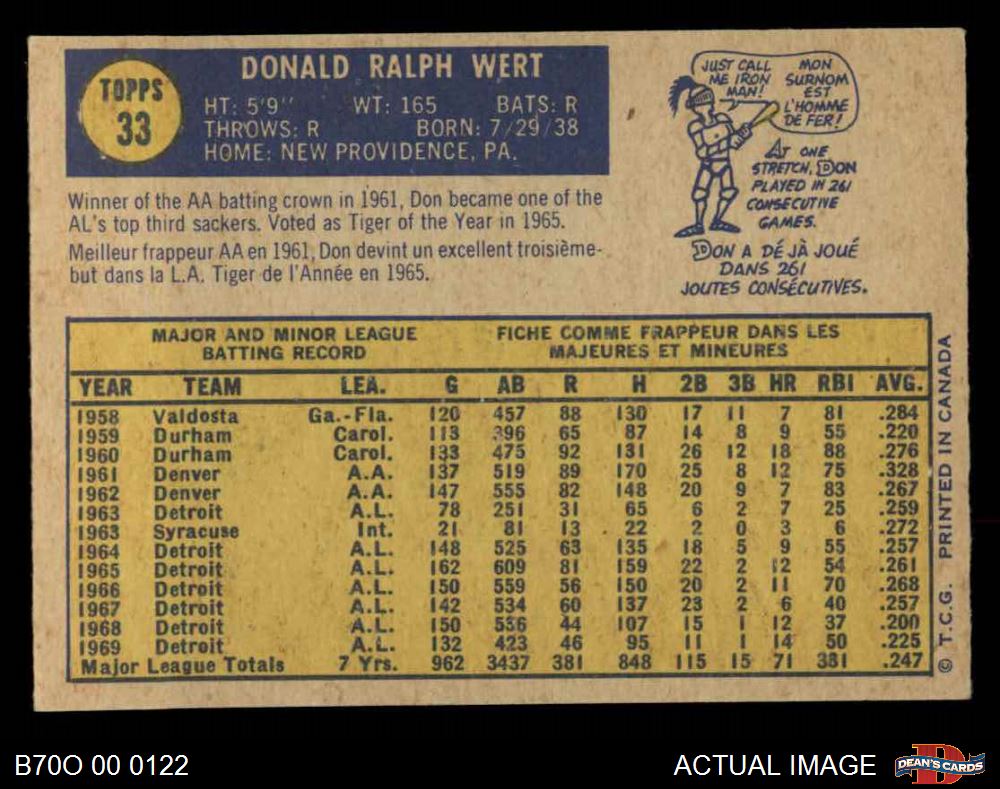 TOPPS
33
DONALD RALPH WERT
HT: 5'9" WT: 165 BATS: R
THROWS: R BORN: 7/29/38
HOME: NEW PROVIDENCE, PA.
Winner of the AA batting crown in 1961, Don became one of the
AL's top third sackers. Voted as Tiger of the Year in 1965.
Meilleur frappeur AA en 1961, Don devint un excellent troisième-
but dans la L.A. Tiger de l'Année en 1965.
JUST CALL
ME IRON
MAN!
MON
SURNOM
EST
L'HOMME
DE FER!
AT ONE
STRETCH, DON
PLAYED IN 261
CONSECUTIVE
GAMES.
DON A DÉJÀ JOUÉ
DANS 261
JOUTES CONSÉCUTIVES.
MAJOR AND MINOR LEAGUE
BATTING RECORD
FICHE COMME FRAPPEUR DANS LES
MAJEURES ET MINEURES
YEAR TEAM LEA. G AB R H 2B 3B HR RBI AVG.
1958 Valdosta Ga.-Fla. 120 457 88 130 17 11 7 81 .284
1959 Durham Carol. 113 396 65 87 14 8 9 55 .220
1960 Durham Carol. 133 475 92 131 26 12 18 88 .276
1961 Denver A.A. 137 519 89 170 25 8 12 75 .328
1962 Denver A.A. 147 555 82 148 20 9 7 83 .267
1963 Detroit A.L. 78 251 31 65 6 2 7 25 .259
1963 Syracuse Int. 21 81 13 22 2 0 3 6 .272
1964 Detroit A.L. 148 525 63 135 18 5 9 55 .257
1965 Detroit A.L. 162 609 81 159 22 2 12 54 .261
1966 Detroit A.L. 150 559 56 150 20 2 11 70 .268
1967 Detroit A.L. 142 534 60 137 23 2 6 40 .257
1968 Detroit A.L. 150 536 44 107 15 1 12 37 .200
1969 Detroit A.L. 132 423 46 95 11 1 14 50 .225
Major League Totals 7 Yrs. 962 3437 381 848 115 15 71 331 .247
© T.C.G. PRINTED IN CANADA
B70O 00 0122
ACTUAL IMAGE
D
DEAN'S CARDS